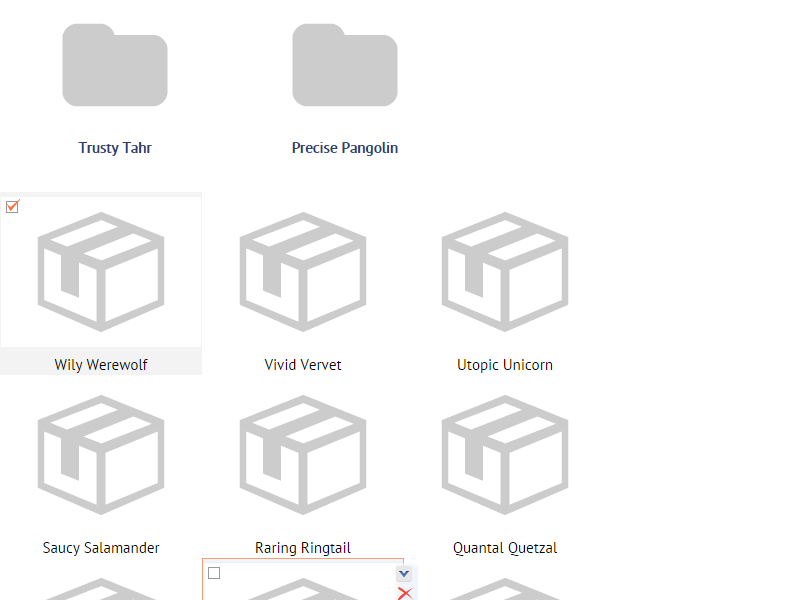 Trusty Tahr
Precise Pangolin
Wily Werewolf
Vivid Vervet
Utopic Unicorn
Saucy Salamander
Raring Ringtail
Quantal Quetzal